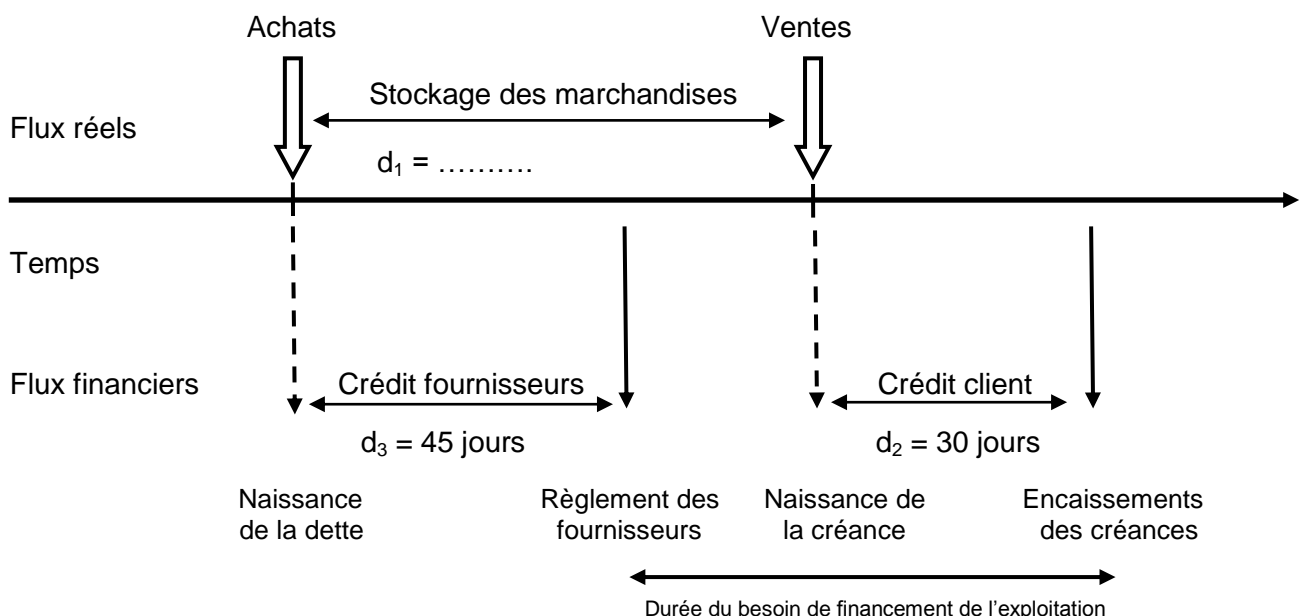 Achats
Ventes
Stockage des marchandises
Flux réels
d₁ = ……….
Temps
Flux financiers
Crédit fournisseurs
Crédit client
d₃ = 45 jours
d₂ = 30 jours
Naissance
de la dette
Règlement des
fournisseurs
Naissance de
la créance
Encaissements
des créances
Durée du besoin de financement de l’exploitation